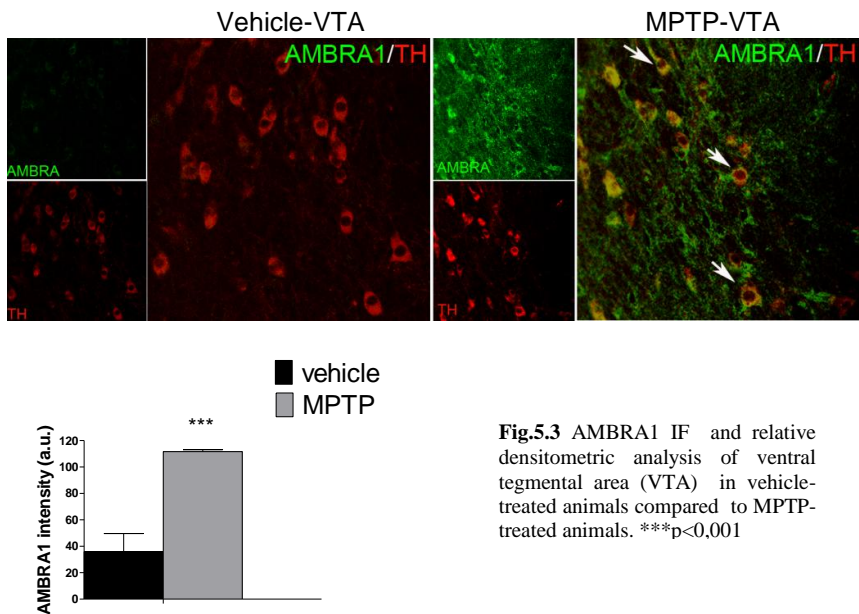 Vehicle-VTA
MPTP-VTA
AMBRA1/TH
AMBRA1/TH
AMBRA
AMBRA
TH
TH
vehicle
MPTP
***
AMBRA1 intensity (a.u.)
120
100
80
60
40
20
0
Fig.5.3 AMBRA1 IF and relative
densitometric analysis of ventral
tegmental area (VTA) in vehicle-
treated animals compared to MPTP-
treated animals. ***p<0,001